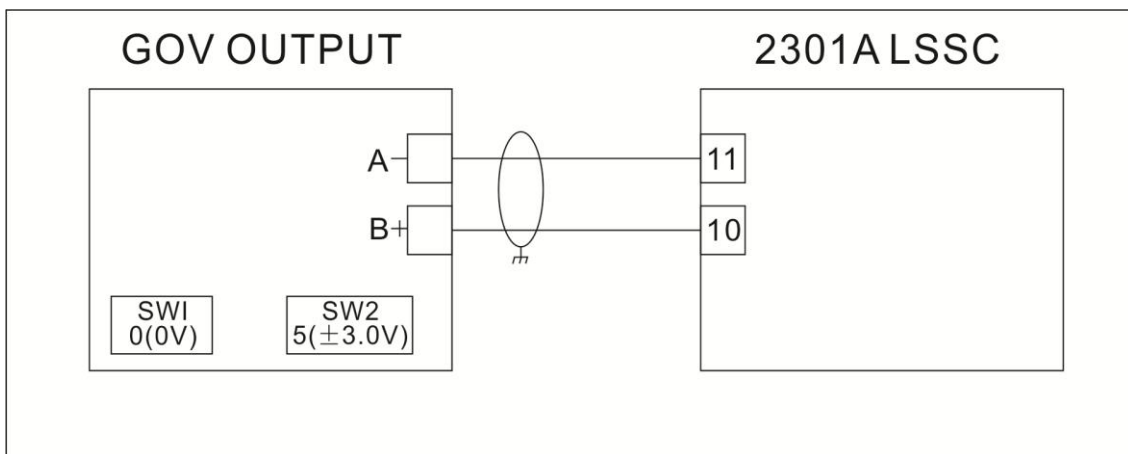 GOV OUTPUT
2301A LSSC
A-
11
B+
10
SWI
0(0V)
SW2
5(±3.0V)